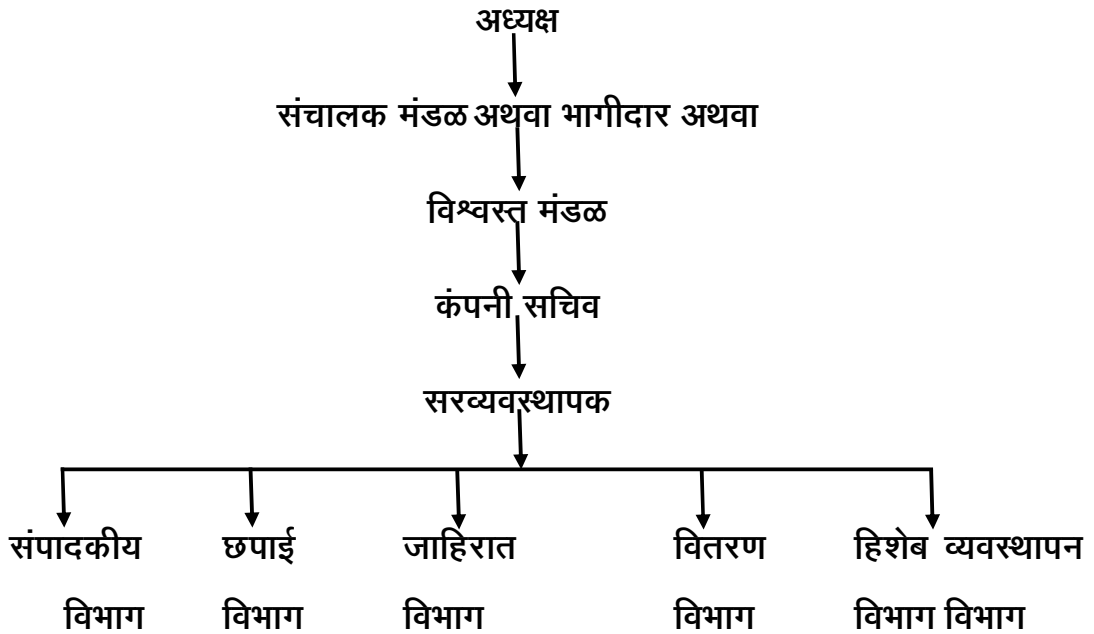 अध्यक्ष
संचालक मंडळ अथवा भागीदार अथवा
विश्वस्त मंडळ
कंपनी सचिव
सरव्यवस्थापक
संपादकीय छपाई जाहिरात वितरण हिशेब व्यवस्थापन
विभाग विभाग विभाग विभाग विभाग विभाग